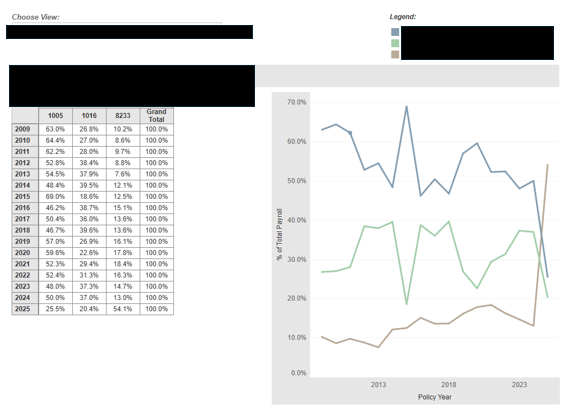 Choose View:
Legend:
1005 1016 8233 Grand Total
2009 63.0% 26.8% 10.2% 100.0%
2010 64.4% 27.0% 8.6% 100.0%
2011 62.2% 28.0% 9.7% 100.0%
2012 52.8% 38.4% 8.8% 100.0%
2013 54.5% 37.9% 7.6% 100.0%
2014 48.4% 39.5% 12.1% 100.0%
2015 69.0% 18.6% 12.5% 100.0%
2016 46.2% 38.7% 15.1% 100.0%
2017 50.4% 36.0% 13.6% 100.0%
2018 46.7% 39.6% 13.6% 100.0%
2019 57.0% 26.9% 16.1% 100.0%
2020 59.6% 22.6% 17.8% 100.0%
2021 52.3% 29.4% 18.4% 100.0%
2022 52.4% 31.3% 16.3% 100.0%
2023 48.0% 37.3% 14.7% 100.0%
2024 50.0% 37.0% 13.0% 100.0%
2025 25.5% 20.4% 54.1% 100.0%
% of Total Payroll
70.0%
60.0%
50.0%
40.0%
30.0%
20.0%
10.0%
0.0%
2013 2018 2023
Policy Year